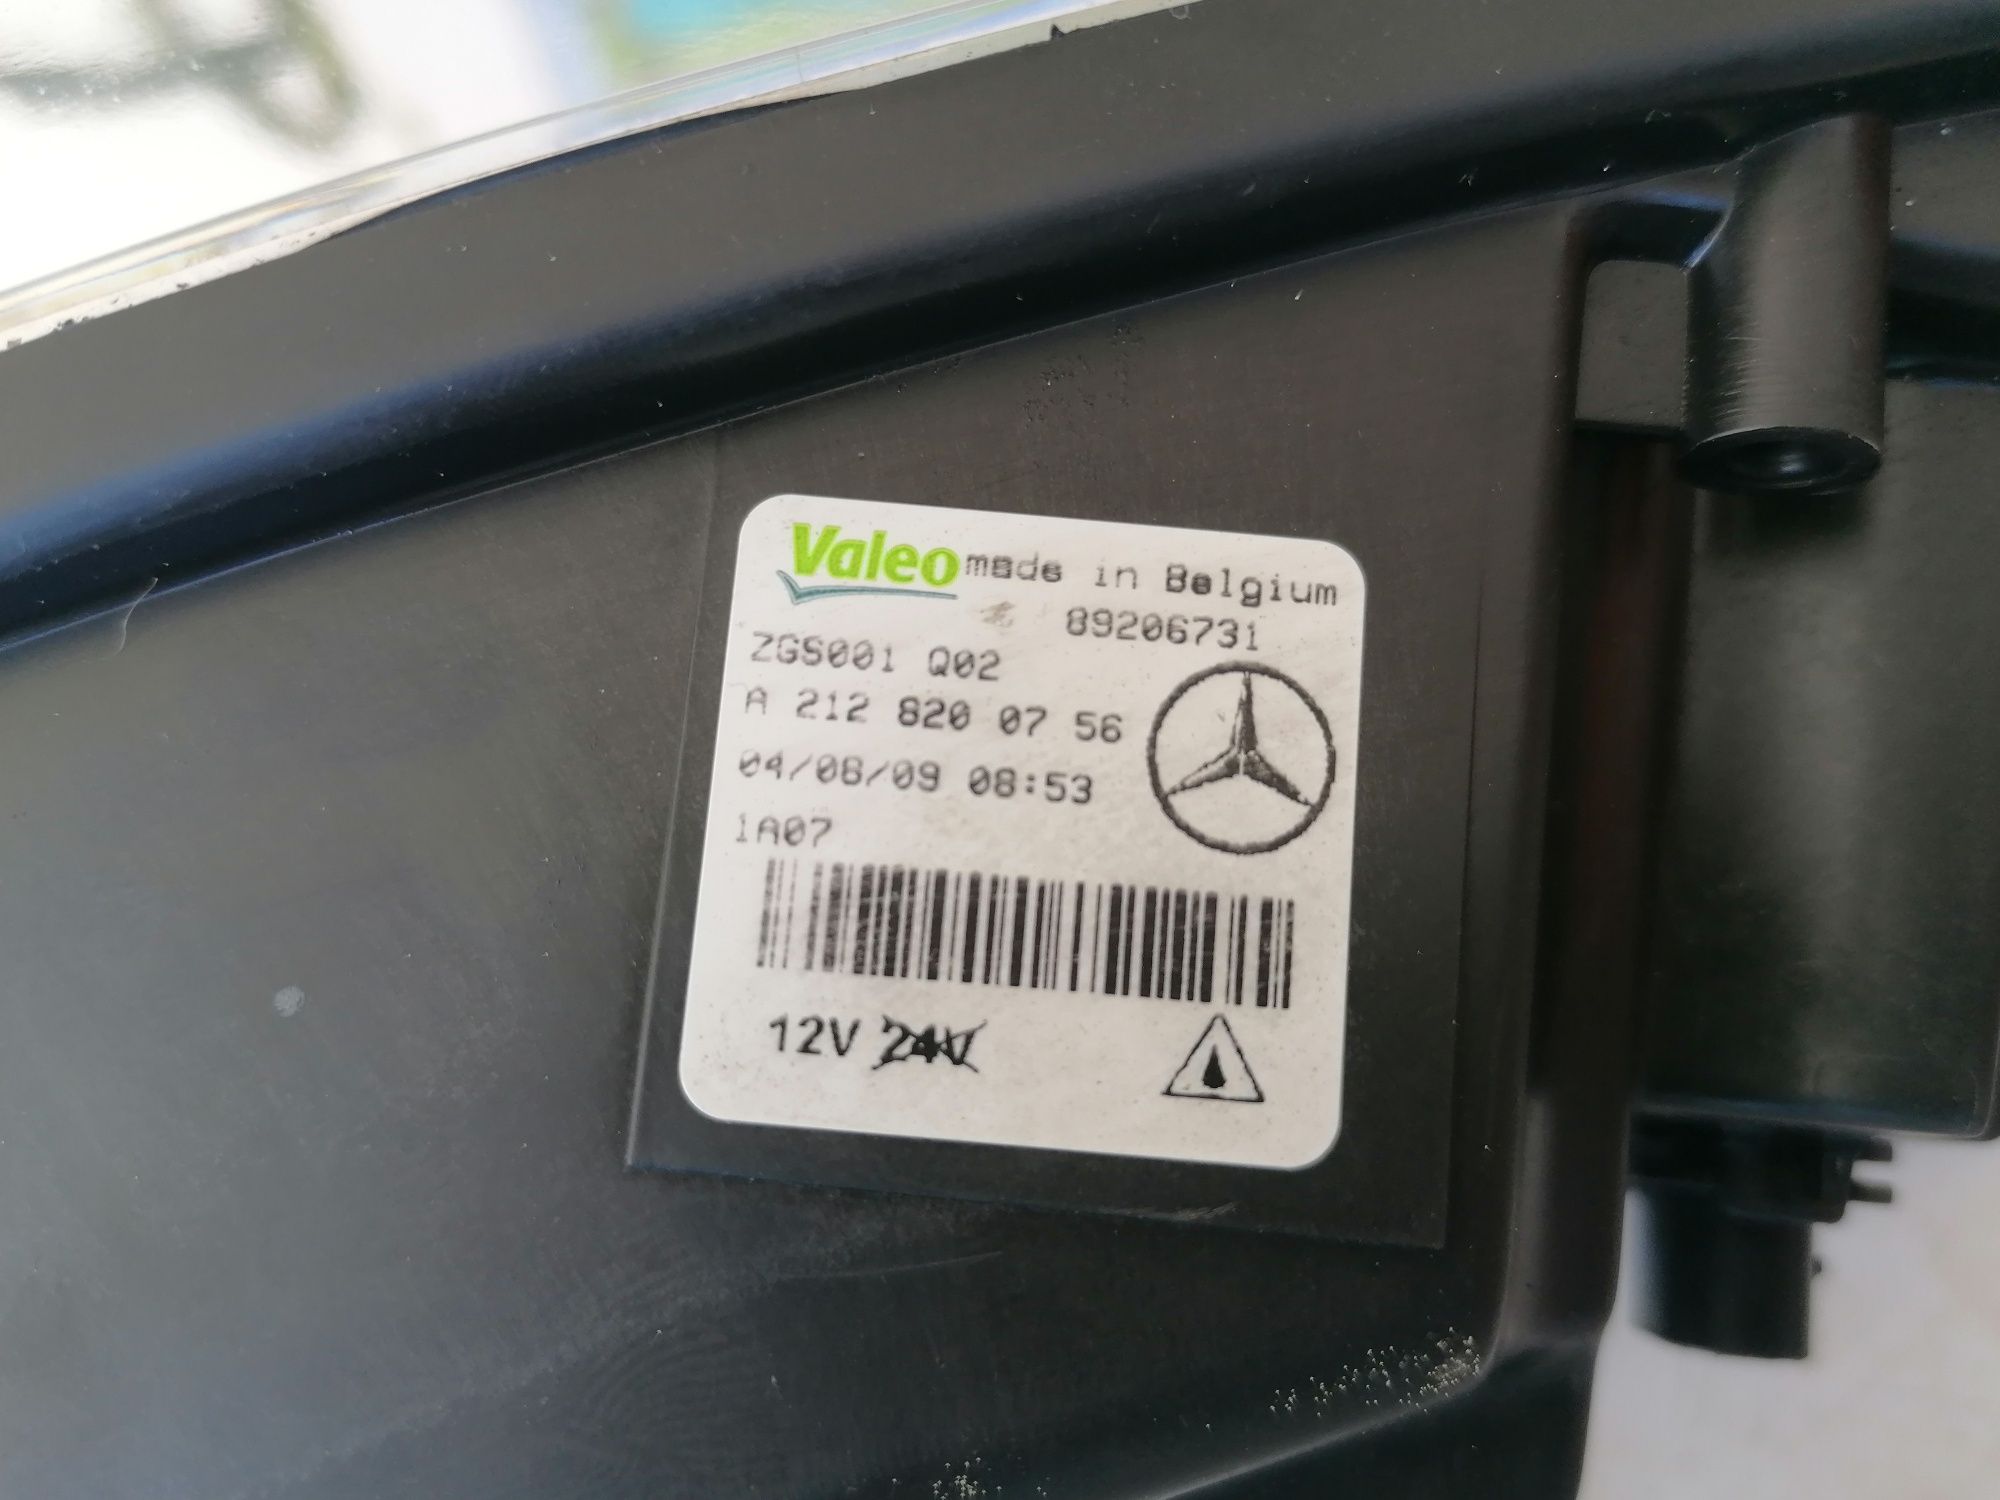 Valeo made in Belgium
89206731
ZGS001 Q02
A 212 820 07 56
04/08/09 08:53
1A07
12V 24V